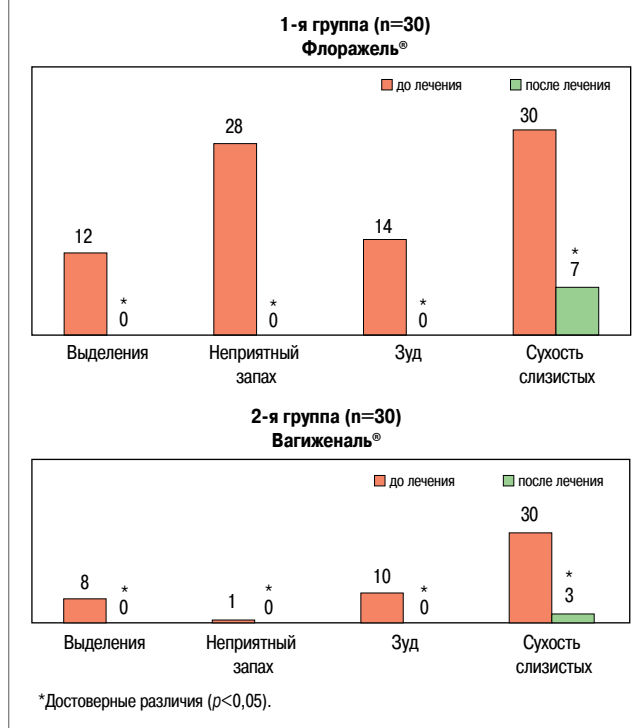 1-я группа (n=30)
Флоражель®
до лечения после лечения
12 * 0 28 * 0 14 * 0 30 * 7
Выделения Неприятный запах Зуд Сухость слизистых
2-я группа (n=30)
Вагиженаль®
до лечения после лечения
8 * 0 1 * 0 10 * 0 30 * 3
Выделения Неприятный запах Зуд Сухость слизистых
*Достоверные различия (p<0,05).